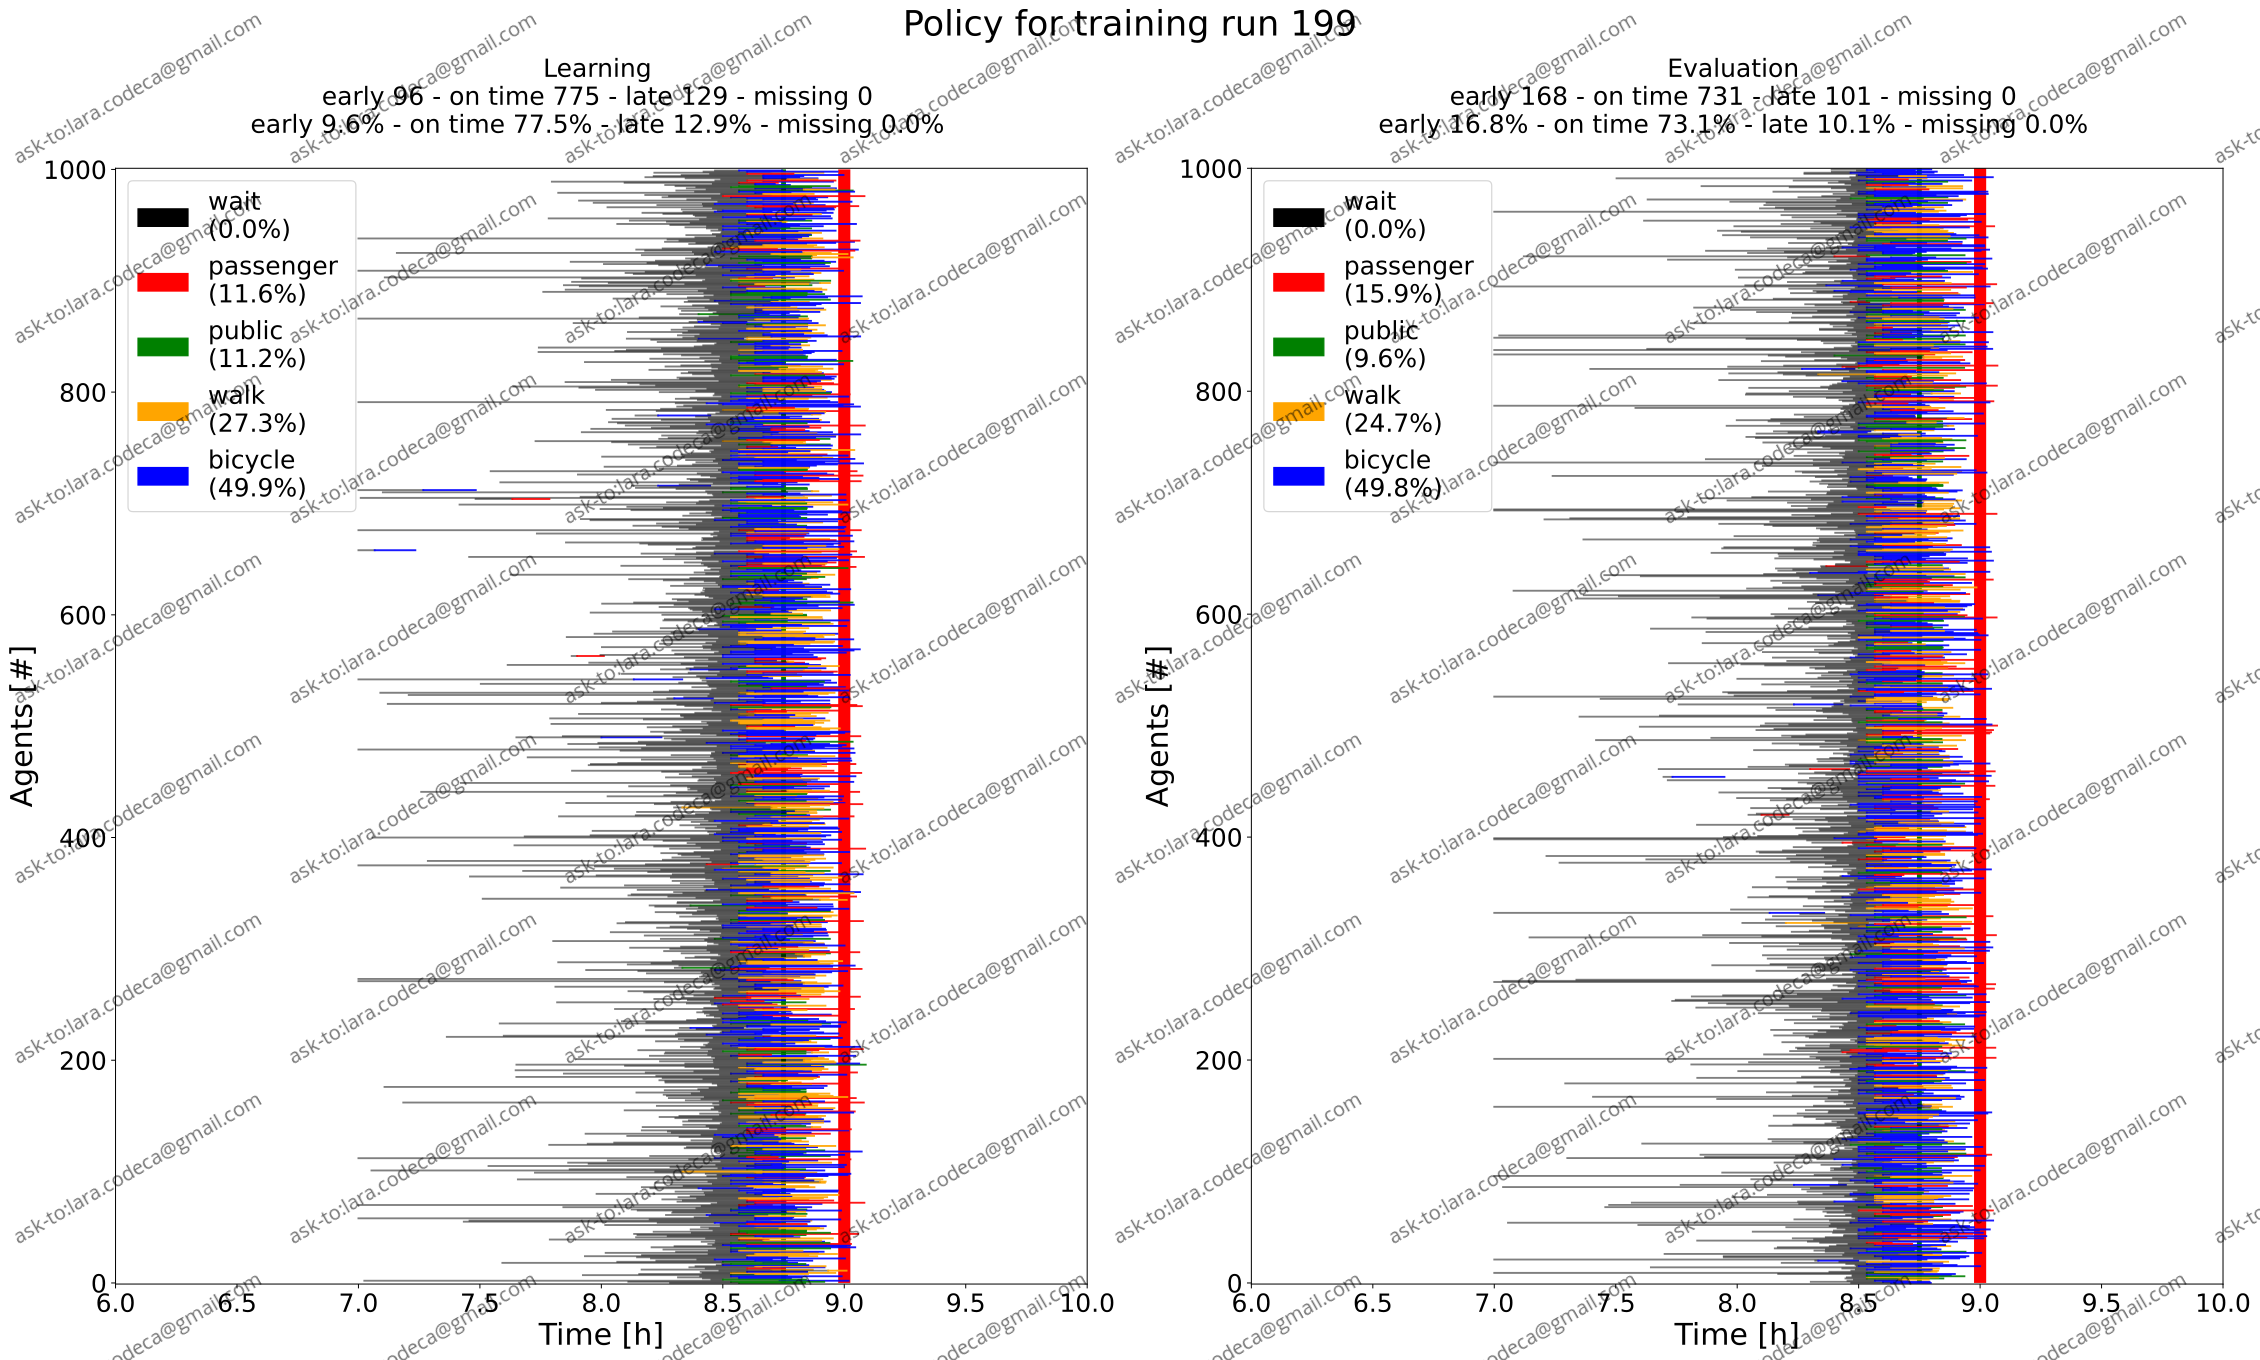 Policy for training run 199
Learning
early 96 - on time 775 - late 129 - missing 0
early 9.6% - on time 77.5% - late 12.9% - missing 0.0%
Evaluation
early 168 - on time 731 - late 101 - missing 0
early 16.8% - on time 73.1% - late 10.1% - missing 0.0%
1000
800
600
400
200
0
Agents [#]
wait
(0.0%)
passenger
(11.6%)
public
(11.2%)
walk
(27.3%)
bicycle
(49.9%)
6.0 6.5 7.0 7.5 8.0 8.5 9.0 9.5 10.0
Time [h]
1000
800
600
400
200
0
Agents [#]
wait
(0.0%)
passenger
(15.9%)
public
(9.6%)
walk
(24.7%)
bicycle
(49.8%)
6.0 6.5 7.0 7.5 8.0 8.5 9.0 9.5 10.0
Time [h]
ask-to:lara.codeca@gmail.com